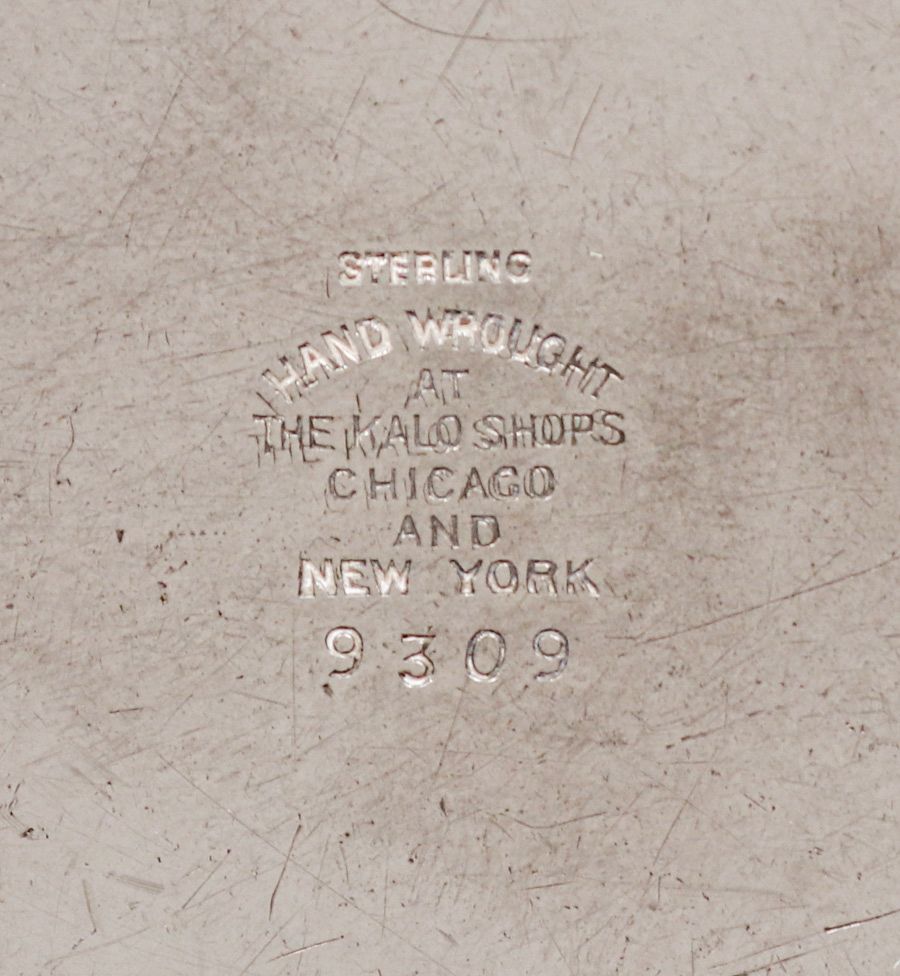 STERLING
HAND WROUGHT
AT
THE KALO SHOPS
CHICAGO
AND
NEW YORK
9309